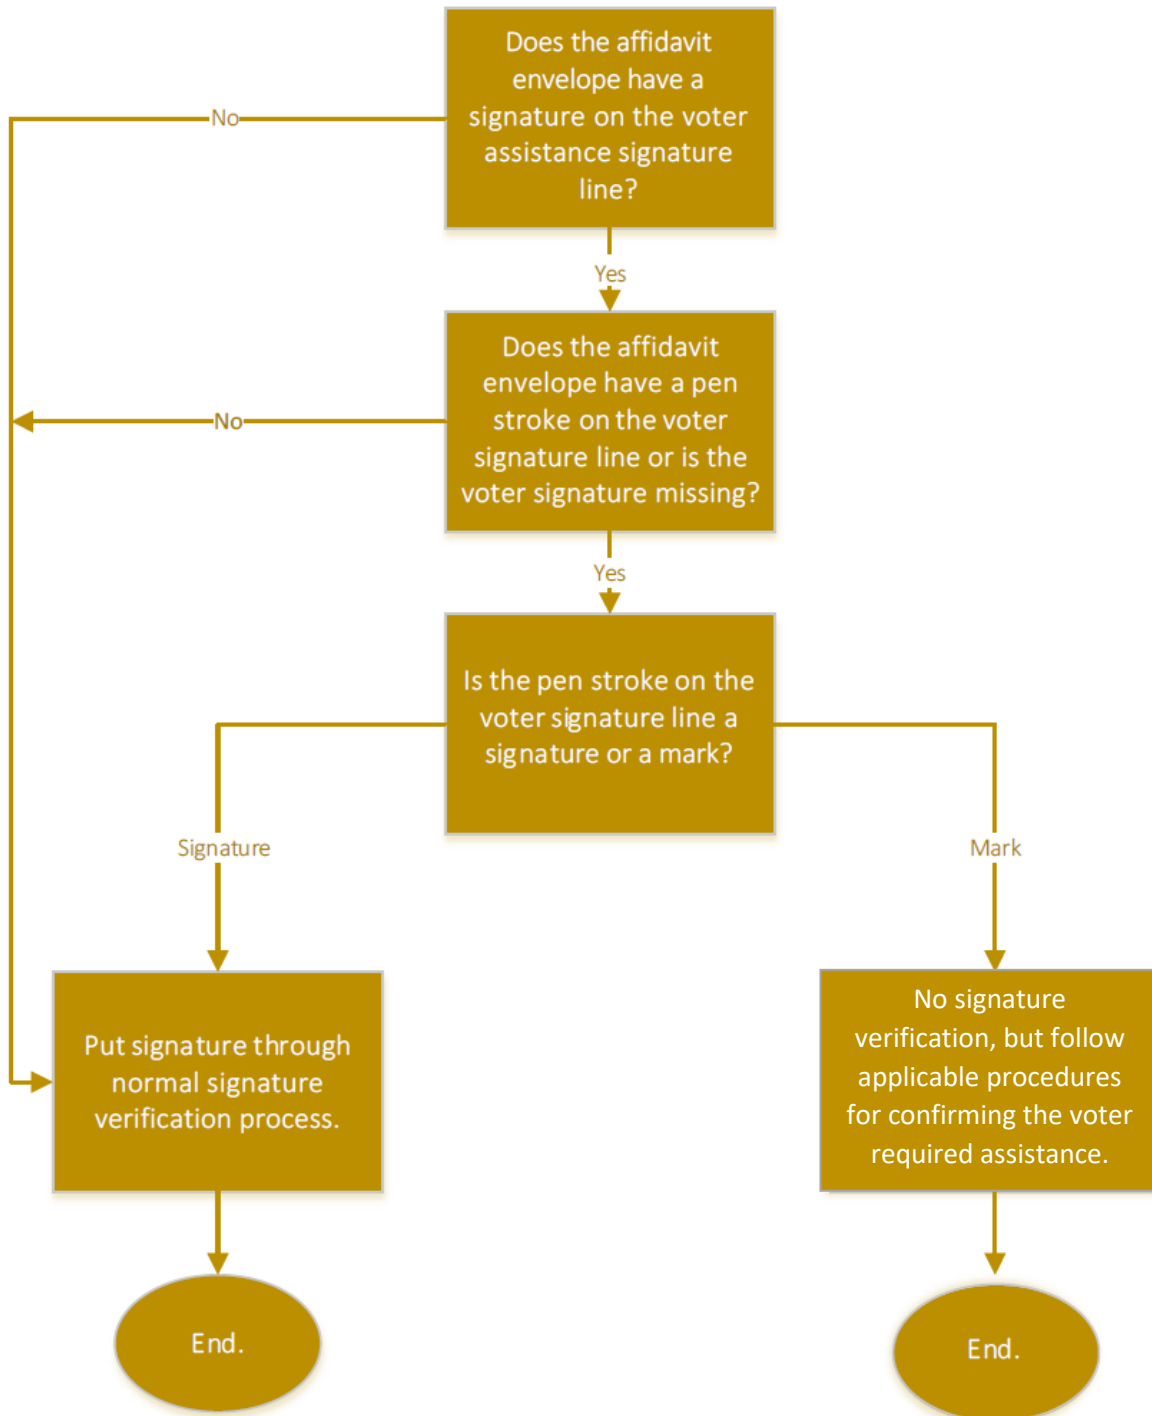 Does the affidavit
envelope have a
signature on the voter
assistance signature
line?
No
Yes
Does the affidavit
envelope have a pen
stroke on the voter
signature line or is the
voter signature missing?
No
Yes
Is the pen stroke on the
voter signature line a
signature or a mark?
Signature
Mark
Put signature through
normal signature
verification process.
No signature
verification, but follow
applicable procedures
for confirming the voter
required assistance.
End.
End.